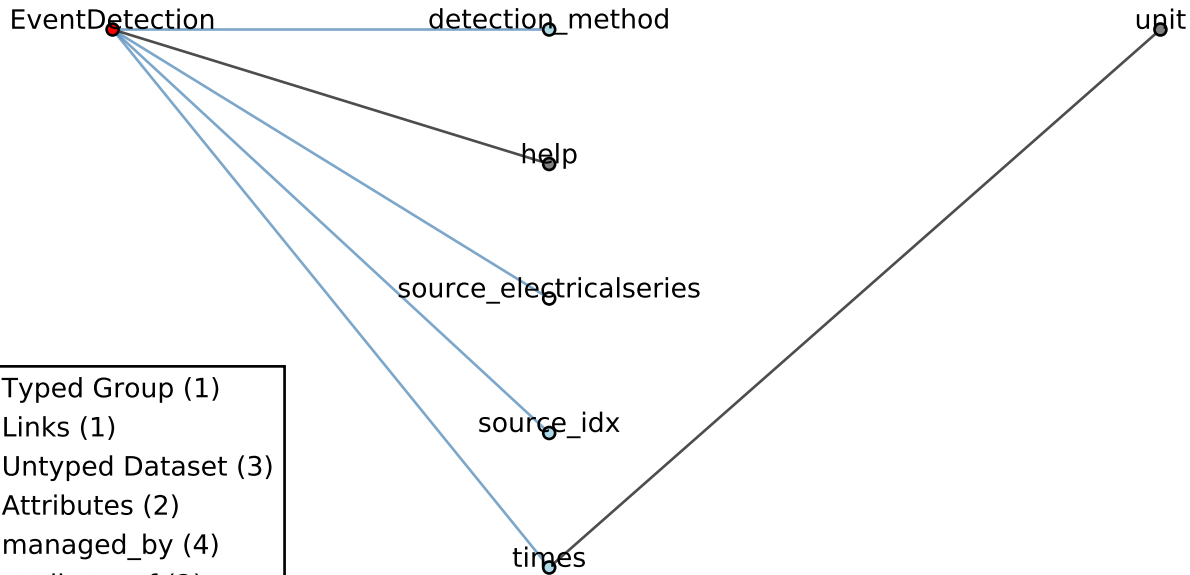 EventDetection
detection_method
unit
help
source_electricalseries
source_idx
times
Typed Group (1)
Links (1)
Untyped Dataset (3)
Attributes (2)
managed_by (4)